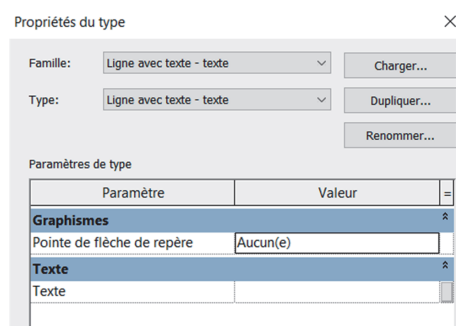 Propriétés du type
Famille: Ligne avec texte - texte Charger...
Type: Ligne avec texte - texte Dupliquer...
Renommer...
Paramètres de type
Paramètre Valeur =
Graphismes
Pointe de flèche de repère Aucun(e)
Texte
Texte